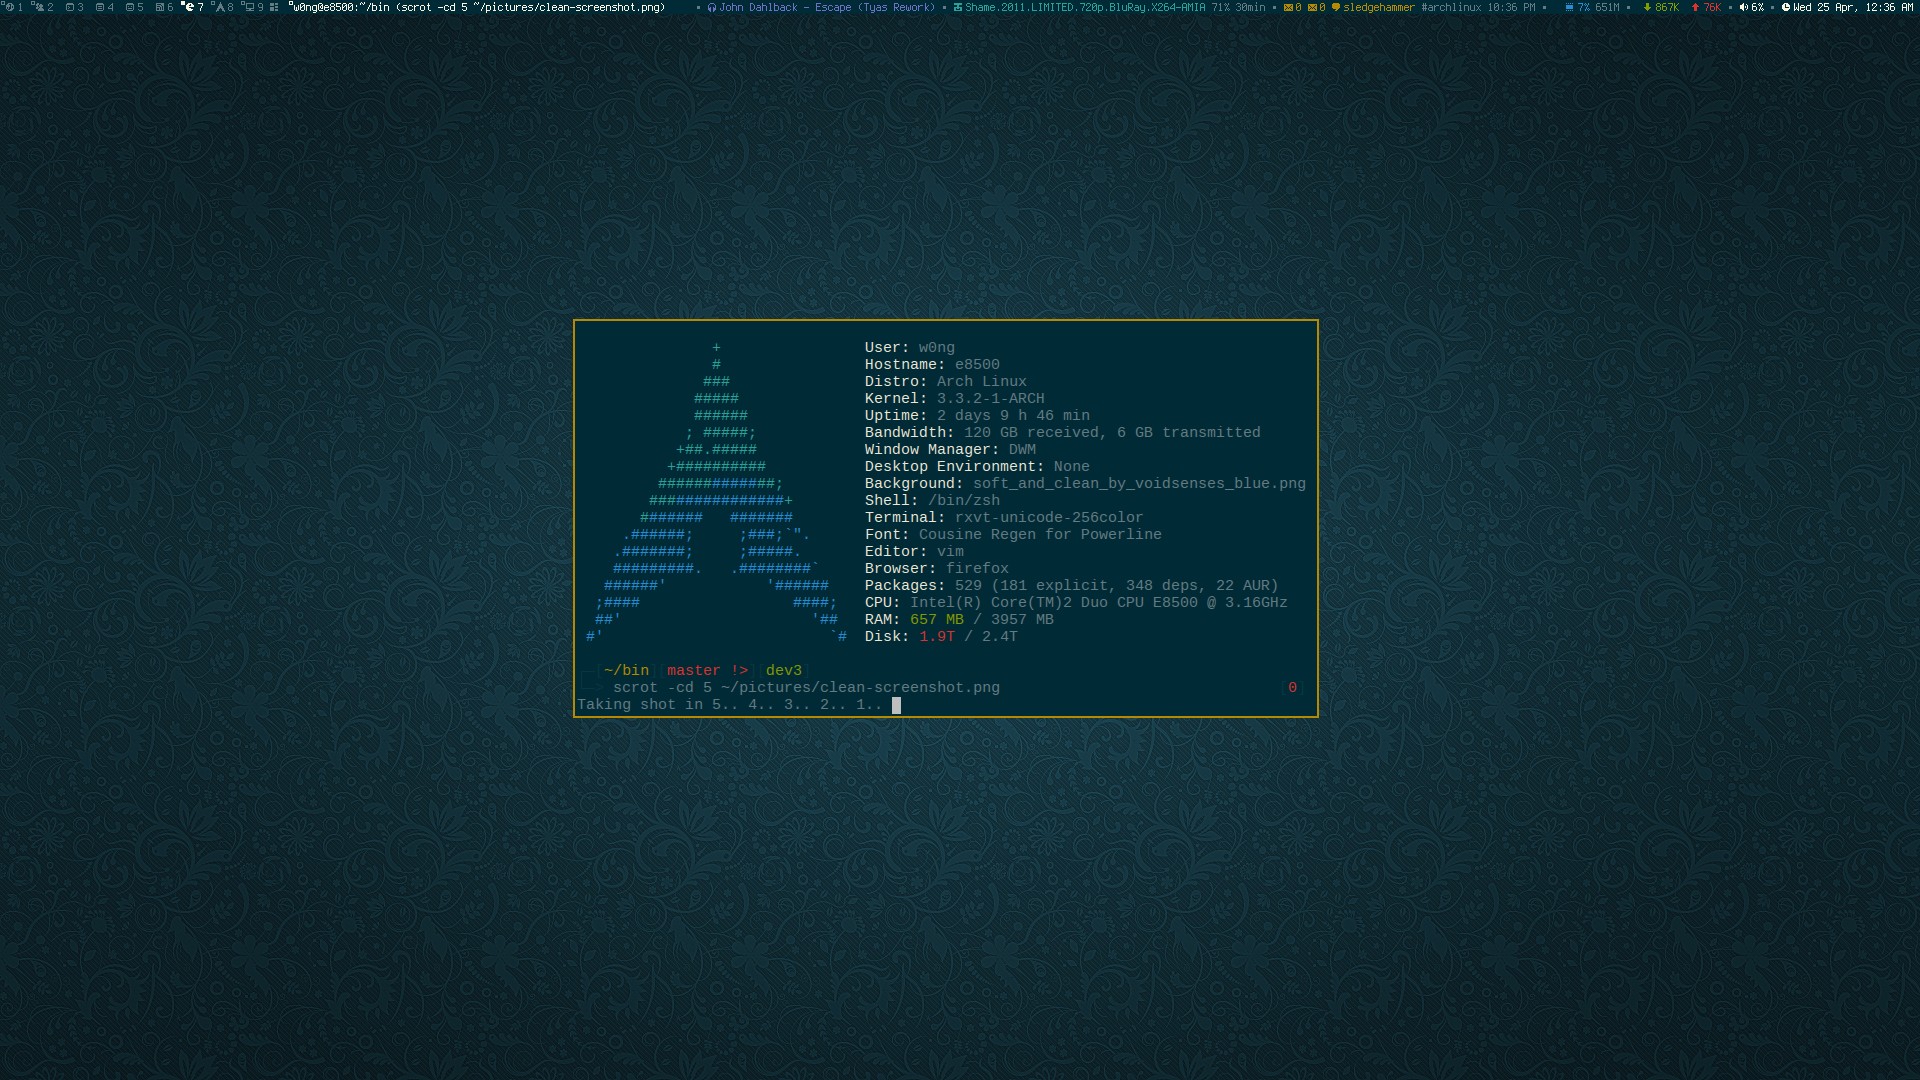 1 2 3 4 5 6 7 8 9 w0ng@e8500:~/bin (scrot -cd 5 ~/pictures/clean-screenshot.png) John Dahlback - Escape (Tyas Rework) Shame.2011.LIMITED.720p.BluRay.X264-AMIA 71% 30min 0 0 sledgehammer #archlinux 10:36 PM 7% 651M 867K 76K 6% Wed 25 Apr, 12:36 AM
+
#
###
#####
######
; #####;
+##.#####
+##########
#############;
###############+
####### #######
.######; ;###;`".
.#######; ;#####.
#########. .########`
######' '######
;#### ####;
##' '##
#' `#
User: w0ng
Hostname: e8500
Distro: Arch Linux
Kernel: 3.3.2-1-ARCH
Uptime: 2 days 9 h 46 min
Bandwidth: 120 GB received, 6 GB transmitted
Window Manager: DWM
Desktop Environment: None
Background: soft_and_clean_by_voidsenses_blue.png
Shell: /bin/zsh
Terminal: rxvt-unicode-256color
Font: Cousine Regen for Powerline
Editor: vim
Browser: firefox
Packages: 529 (181 explicit, 348 deps, 22 AUR)
CPU: Intel(R) Core(TM)2 Duo CPU E8500 @ 3.16GHz
RAM: 657 MB / 3957 MB
Disk: 1.9T / 2.4T
~/bin master !> dev3
scrot -cd 5 ~/pictures/clean-screenshot.png 0
Taking shot in 5.. 4.. 3.. 2.. 1..